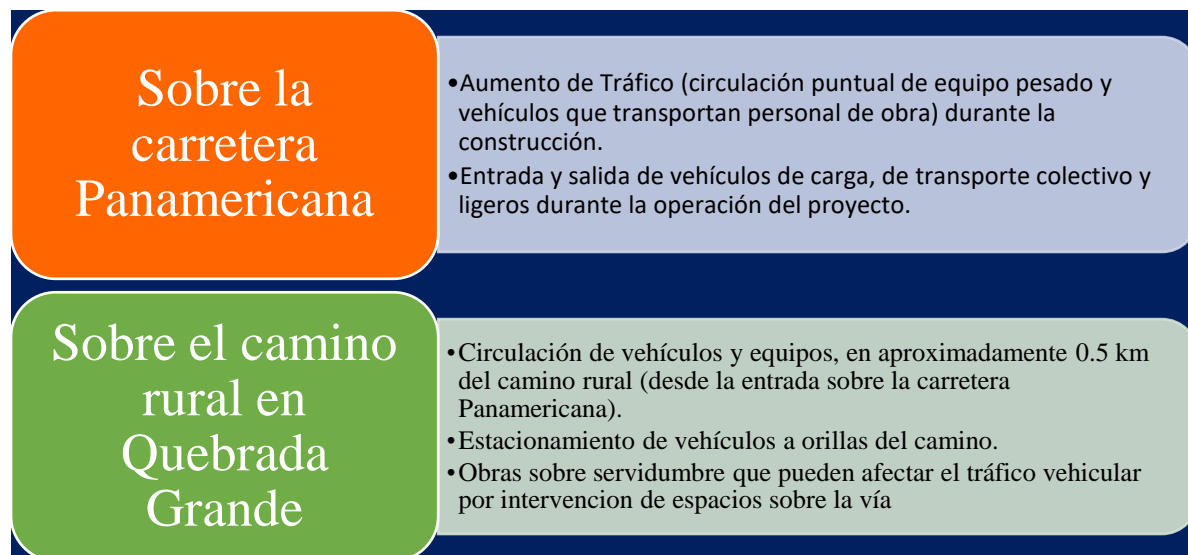 Sobre la
carretera
Panamericana
•Aumento de Tráfico (circulación puntual de equipo pesado y
vehículos que transportan personal de obra) durante la
construcción.
•Entrada y salida de vehículos de carga, de transporte colectivo y
ligeros durante la operación del proyecto.
Sobre el camino
rural en
Quebrada
Grande
•Circulación de vehículos y equipos, en aproximadamente 0.5 km
del camino rural (desde la entrada sobre la carretera
Panamericana).
•Estacionamiento de vehículos a orillas del camino.
•Obras sobre servidumbre que pueden afectar el tráfico vehicular
por intervencion de espacios sobre la vía